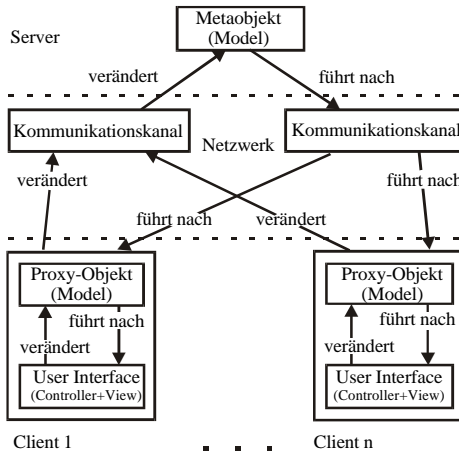 Metaobjekt
(Model)
Server
verändert
führt nach
Kommunikationskanal
Kommunikationskanal
Netzwerk
verändert
führt nach
führt nach
verändert
Proxy-Objekt
(Model)
Proxy-Objekt
(Model)
führt nach
verändert
führt nach
verändert
User Interface
(Controller+View)
User Interface
(Controller+View)
Client 1
Client n